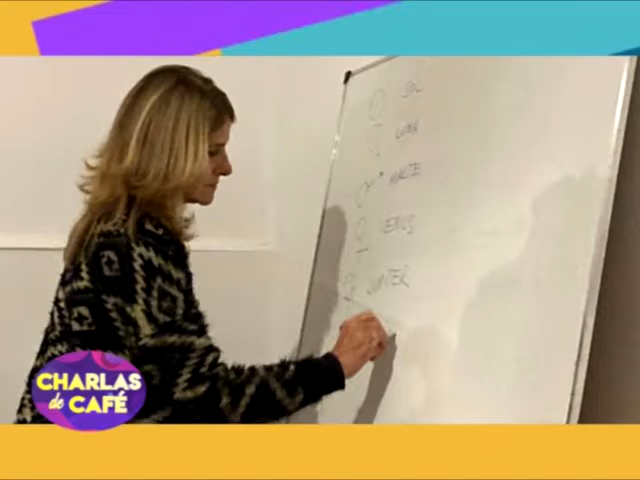 SOL
LUNA
MARTE
VENUS
JUPITER
CHARLAS
de CAFÉ